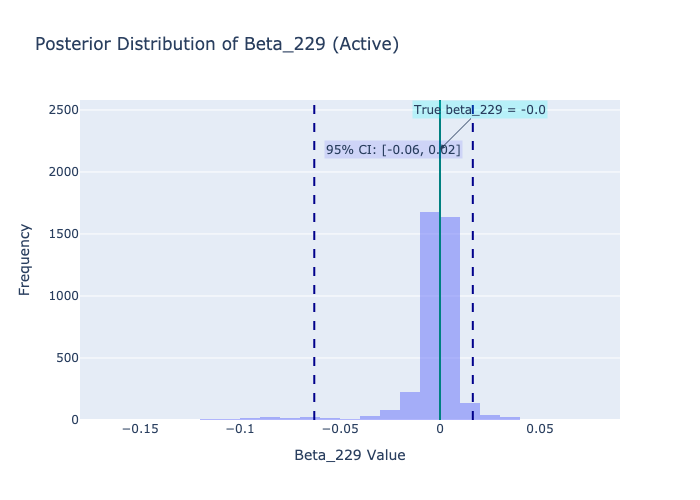 Posterior Distribution of Beta_229 (Active)
True beta_229 = -0.0
95% CI: [-0.06, 0.02]
2500
2000
1500
1000
500
0
Frequency
−0.15
−0.1
−0.05
0
0.05
Beta_229 Value